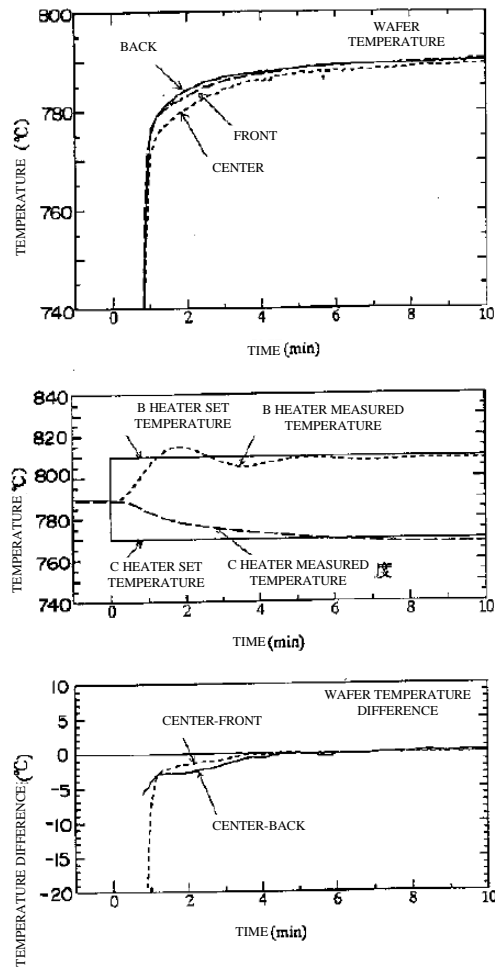 800
780
760
740
WAFER
TEMPERATURE
BACK
FRONT
CENTER
TEMPERATURE (℃)
0 2 4 6 8 10
TIME (min)
840
820
800
780
760
740
B HEATER SET
TEMPERATURE
B HEATER MEASURED
TEMPERATURE
C HEATER SET
TEMPERATURE
C HEATER MEASURED
TEMPERATURE 度
TEMPERATURE ℃)
0 2 4 6 8 10
TIME (min)
10
5
0
-5
-10
-15
-20
WAFER TEMPERATURE
DIFFERENCE
CENTER-FRONT
CENTER-BACK
TEMPERATURE DIFFERENCE (℃)
0 2 4 6 8 10
TIME (min)